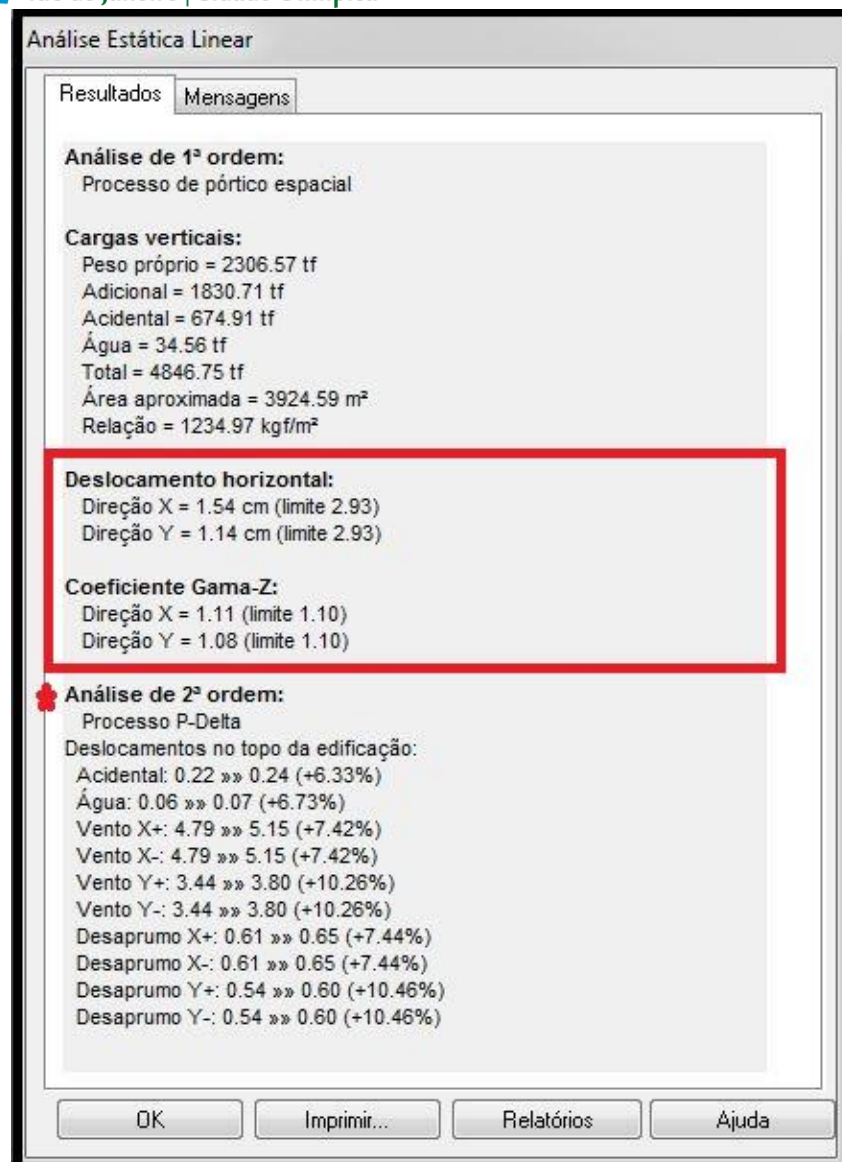 Análise Estática Linear
Resultados Mensagens
Análise de 1ª ordem:
Processo de pórtico espacial
Cargas verticais:
Peso próprio = 2306.57 tf
Adicional = 1830.71 tf
Acidental = 674.91 tf
Água = 34.56 tf
Total = 4846.75 tf
Área aproximada = 3924.59 m²
Relação = 1234.97 kgf/m²
Deslocamento horizontal:
Direção X = 1.54 cm (limite 2.93)
Direção Y = 1.14 cm (limite 2.93)
Coeficiente Gama-Z:
Direção X = 1.11 (limite 1.10)
Direção Y = 1.08 (limite 1.10)
Análise de 2ª ordem:
Processo P-Delta
Deslocamentos no topo da edificação:
Acidental: 0.22 »» 0.24 (+6.33%)
Água: 0.06 »» 0.07 (+6.73%)
Vento X+: 4.79 »» 5.15 (+7.42%)
Vento X-: 4.79 »» 5.15 (+7.42%)
Vento Y+: 3.44 »» 3.80 (+10.26%)
Vento Y-: 3.44 »» 3.80 (+10.26%)
Desaprumo X+: 0.61 »» 0.65 (+7.44%)
Desaprumo X-: 0.61 »» 0.65 (+7.44%)
Desaprumo Y+: 0.54 »» 0.60 (+10.46%)
Desaprumo Y-: 0.54 »» 0.60 (+10.46%)
OK Imprimir... Relatórios Ajuda